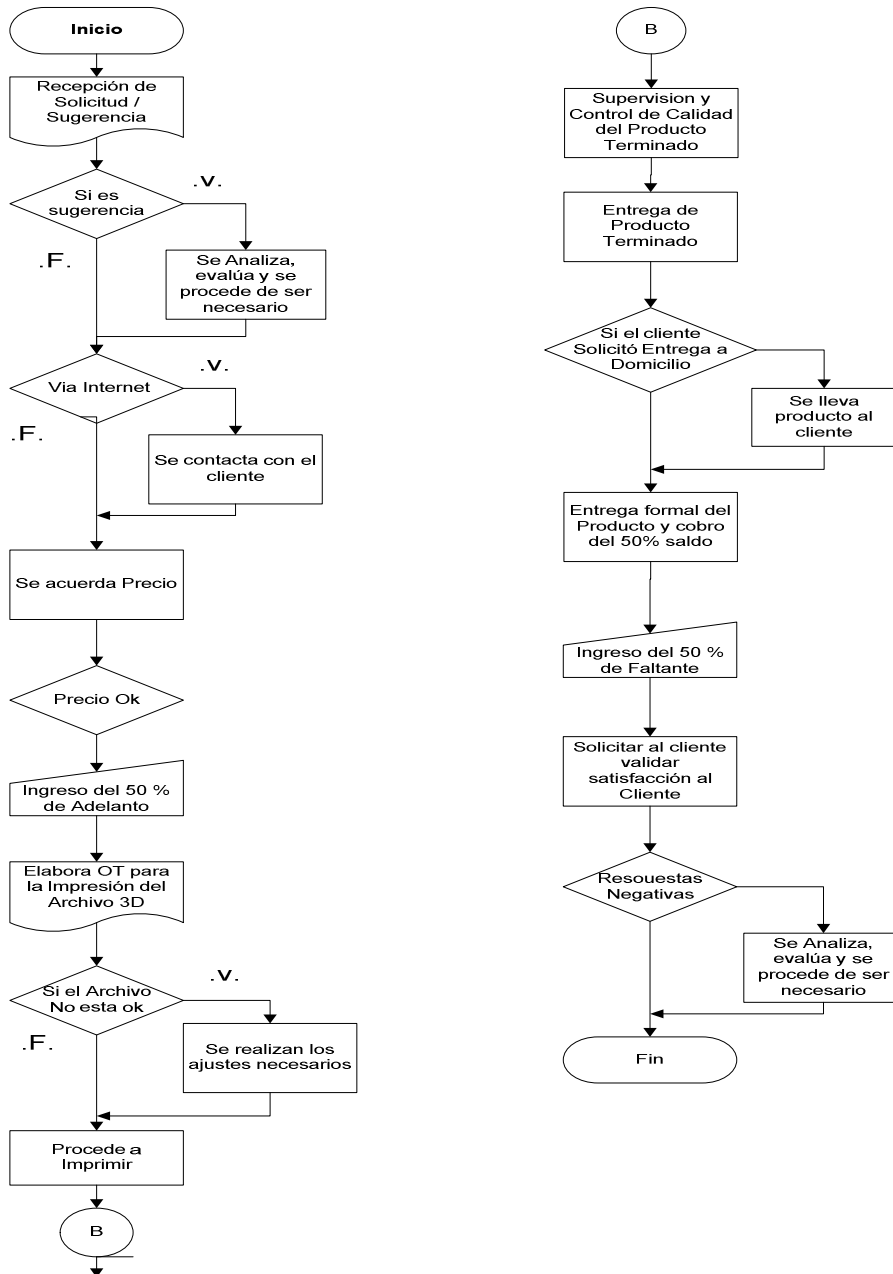 Inicio
Recepción de
Solicitud /
Sugerencia
.V.
Si es
sugerencia
.F.
Se Analiza,
evalúa y se
procede de ser
necesario
.V.
Via Internet
.F.
Se contacta con el
cliente
Se acuerda Precio
Precio Ok
Ingreso del 50 %
de Adelanto
Elabora OT para
la Impresión del
Archivo 3D
.V.
Si el Archivo
No esta ok
.F.
Se realizan los
ajustes necesarios
Procede a
Imprimir
B
B
Supervision y
Control de Calidad
del Producto
Terminado
Entrega de
Producto
Terminado
Si el cliente
Solicitó Entrega a
Domicilio
Se lleva
producto al
cliente
Entrega formal del
Producto y cobro
del 50% saldo
Ingreso del 50 %
de Faltante
Solicitar al cliente
validar
satisfacción al
Cliente
Resouestas
Negativas
Se Analiza,
evalúa y se
procede de ser
necesario
Fin